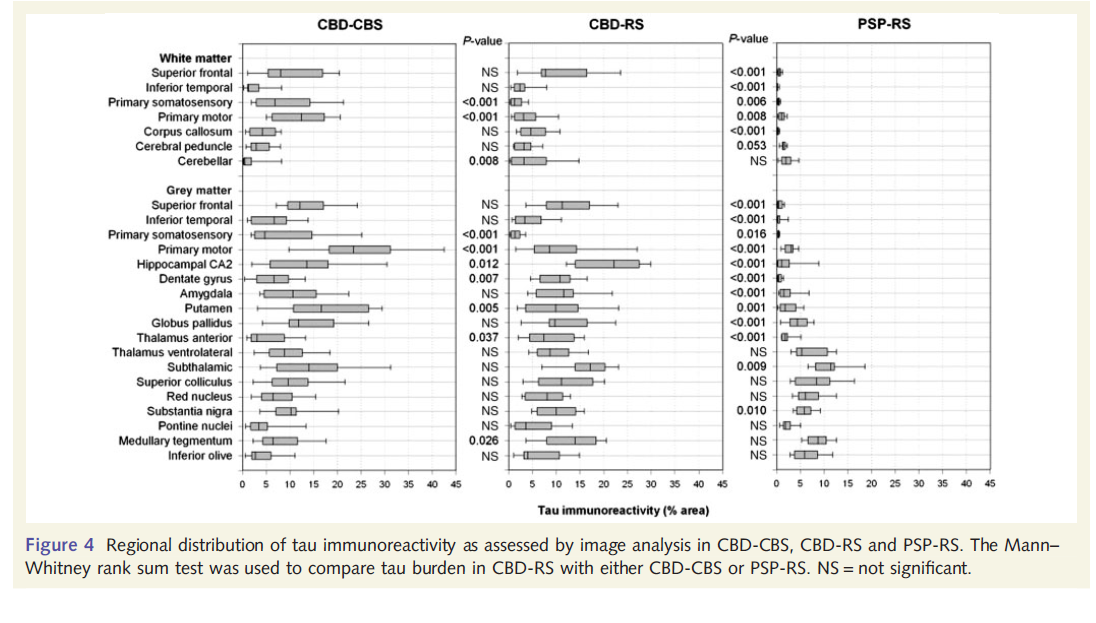 CBD-CBS CBD-RS PSP-RS
P-value P-value
White matter
Superior frontal NS <0.001
Inferior temporal NS <0.001
Primary somatosensory <0.001 0.006
Primary motor <0.001 0.008
Corpus callosum NS <0.001
Cerebral peduncle NS 0.053
Cerebellar 0.008 NS
Grey matter
Superior frontal NS <0.001
Inferior temporal NS <0.001
Primary somatosensory <0.001 0.016
Primary motor <0.001 <0.001
Hippocampal CA2 0.012 <0.001
Dentate gyrus 0.007 <0.001
Amygdala NS <0.001
Putamen 0.005 0.001
Globus pallidus NS <0.001
Thalamus anterior 0.037 <0.001
Thalamus ventrolateral NS NS
Subthalamic NS 0.009
Superior colliculus NS NS
Red nucleus NS NS
Substantia nigra NS 0.010
Pontine nuclei NS NS
Medullary tegmentum 0.026 NS
Inferior olive NS NS
0 5 10 15 20 25 30 35 40 45 0 5 10 15 20 25 30 35 40 45 0 5 10 15 20 25 30 35 40 45
Tau immunoreactivity (% area)
Figure 4 Regional distribution of tau immunoreactivity as assessed by image analysis in CBD-CBS, CBD-RS and PSP-RS. The Mann–
Whitney rank sum test was used to compare tau burden in CBD-RS with either CBD-CBS or PSP-RS. NS = not significant.